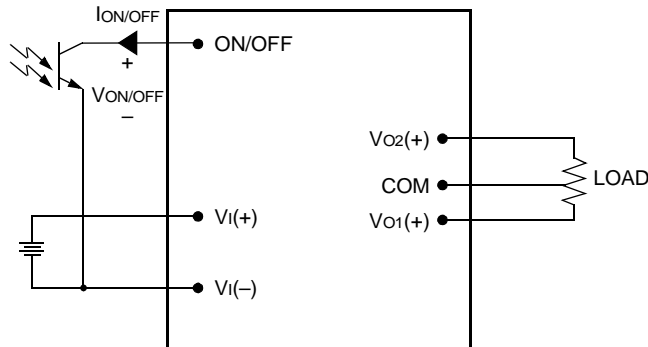 ION/OFF
ON/OFF
+
VON/OFF
–
VO2(+)
COM
LOAD
VO1(+)
VI(+)
VI(–)